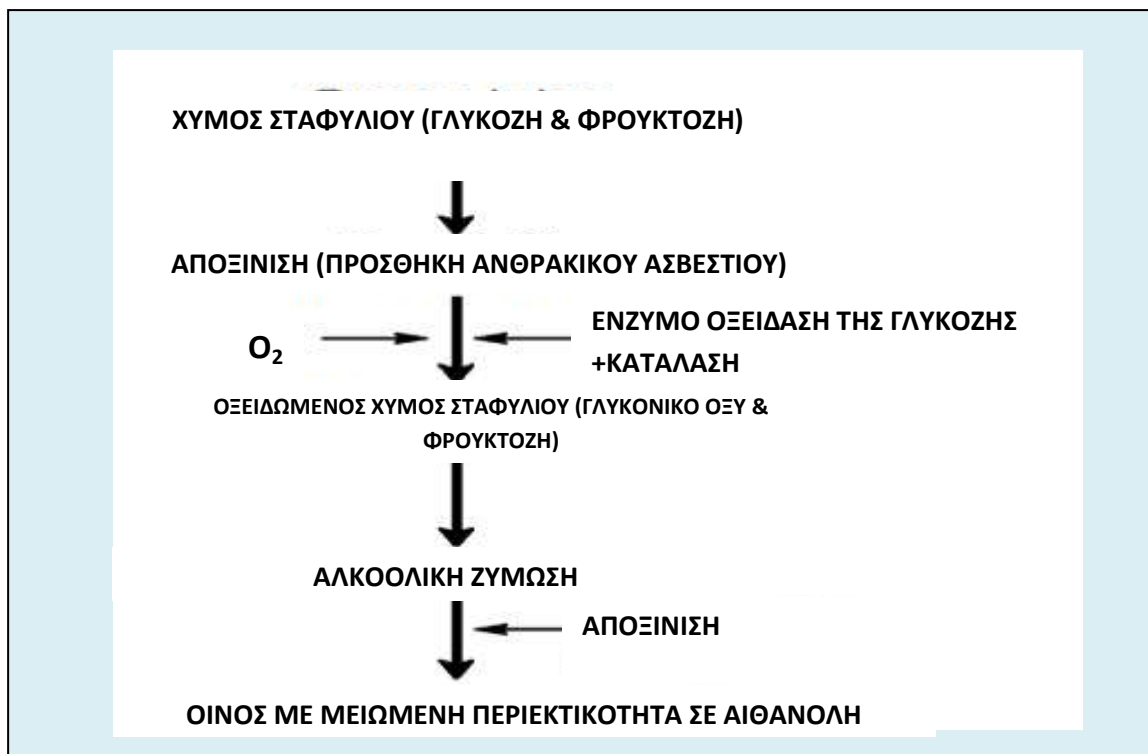 ΧΥΜΟΣ ΣΤΑΦΥΛΙΟΥ (ΓΛΥΚΟΖΗ & ΦΡΟΥΚΤΟΖΗ)
ΑΠΟΞΙΝΙΣΗ (ΠΡΟΣΘΗΚΗ ΑΝΘΡΑΚΙΚΟΥ ΑΣΒΕΣΤΙΟΥ)
O₂
ΕΝΖΥΜΟ ΟΞΕΙΔΑΣΗ ΤΗΣ ΓΛΥΚΟΖΗΣ
+ΚΑΤΑΛΑΣΗ
ΟΞΕΙΔΩΜΕΝΟΣ ΧΥΜΟΣ ΣΤΑΦΥΛΙΟΥ (ΓΛΥΚΟΝΙΚΟ ΟΞΥ &
ΦΡΟΥΚΤΟΖΗ)
ΑΛΚΟΟΛΙΚΗ ΖΥΜΩΣΗ
ΑΠΟΞΙΝΙΣΗ
ΟΙΝΟΣ ΜΕ ΜΕΙΩΜΕΝΗ ΠΕΡΙΕΚΤΙΚΟΤΗΤΑ ΣΕ ΑΙΘΑΝΟΛΗ